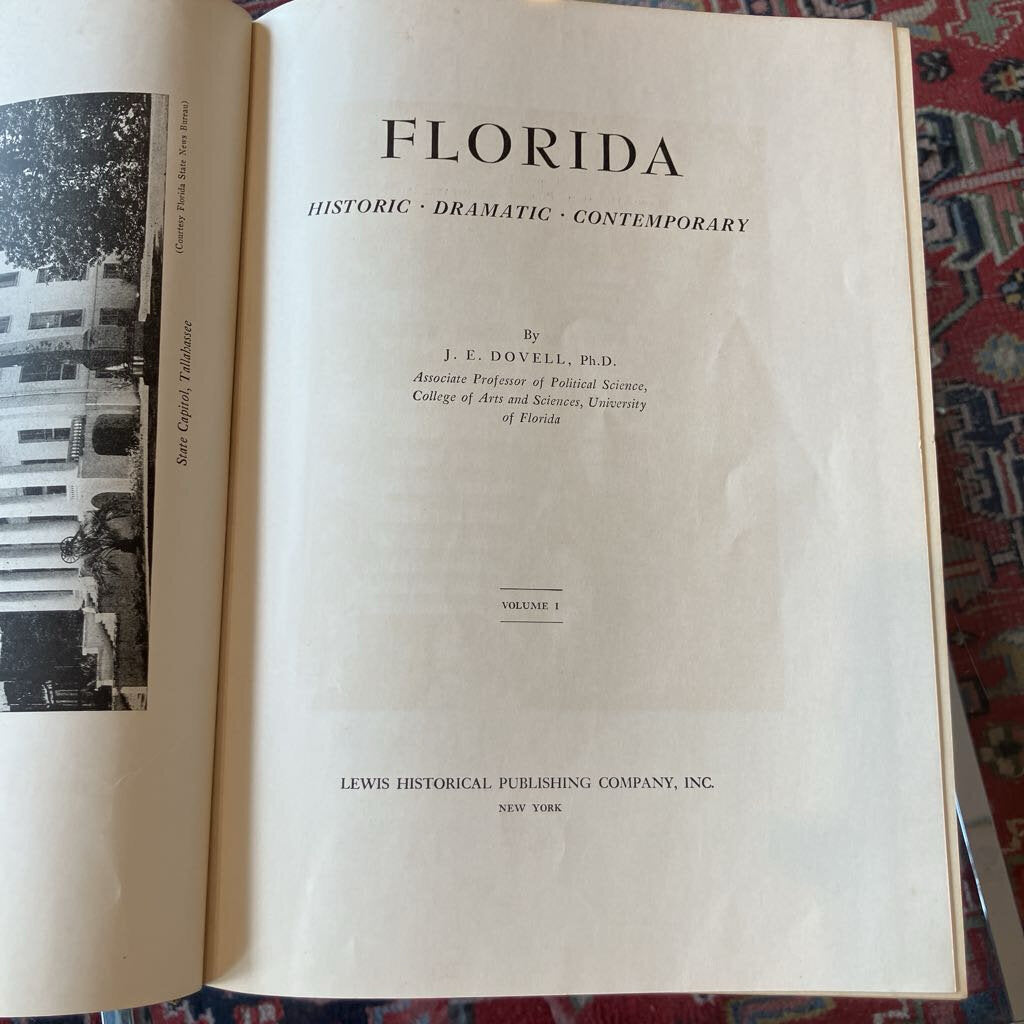 State Capitol, Tallahassee
(Courtesy Florida State News Bureau)
FLORIDA
HISTORIC · DRAMATIC · CONTEMPORARY
By
J. E. DOVELL, Ph.D.
Associate Professor of Political Science,
College of Arts and Sciences, University
of Florida
VOLUME I
LEWIS HISTORICAL PUBLISHING COMPANY, INC.
NEW YORK